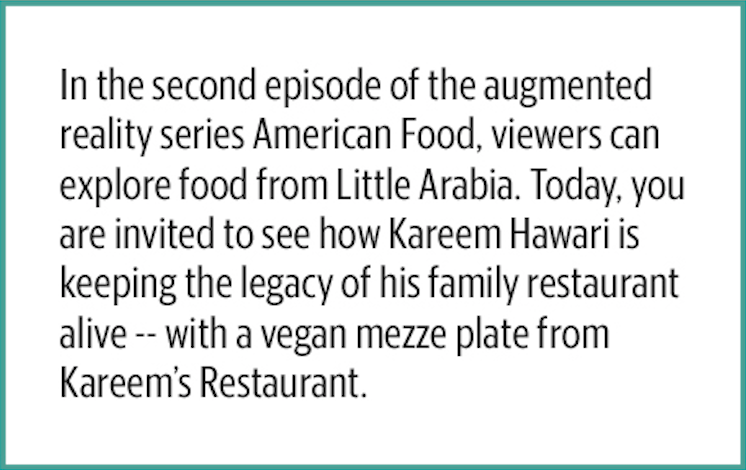 In the second episode of the augmented
reality series American Food, viewers can
explore food from Little Arabia. Today, you
are invited to see how Kareem Hawari is
keeping the legacy of his family restaurant
alive -- with a vegan mezze plate from
Kareem’s Restaurant.